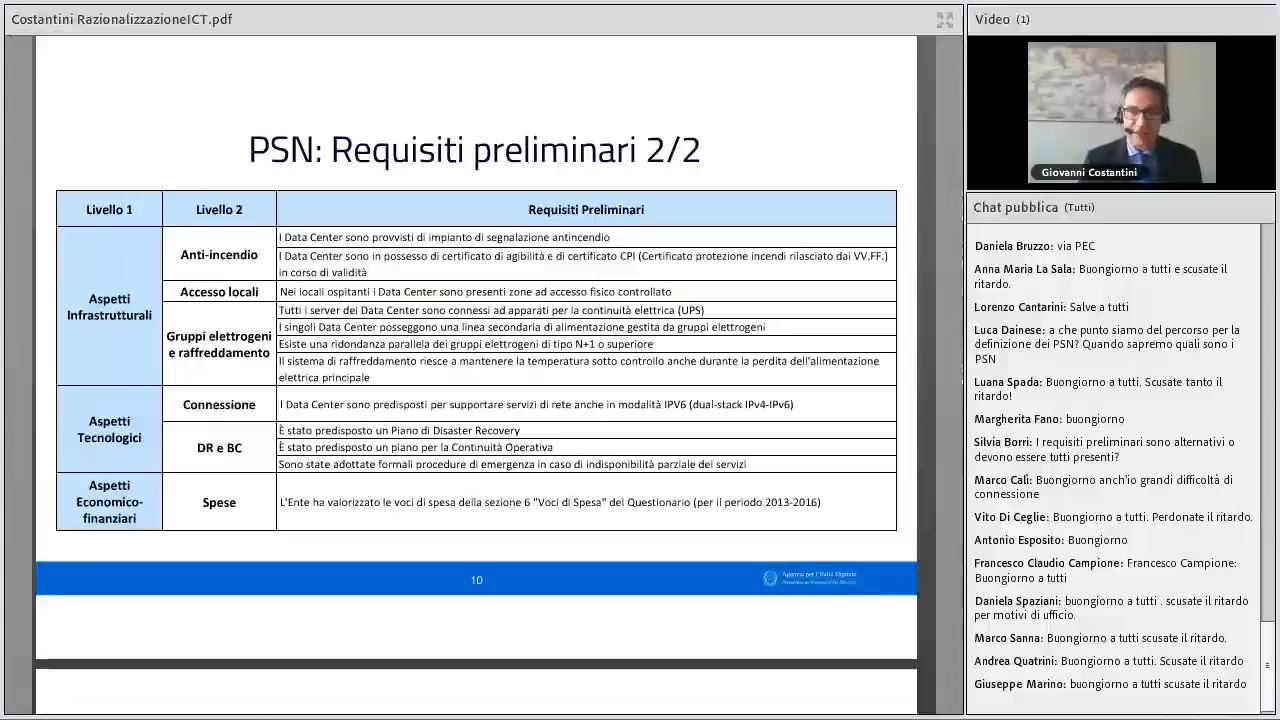 Costantini RazionalizzazioneICT.pdf
PSN: Requisiti preliminari 2/2
Livello 1
Livello 2
Requisiti Preliminari
Aspetti
Infrastrutturali
Anti-incendio
I Data Center sono provvisti di impianto di segnalazione antincendio
I Data Center sono in possesso di certificato di agibilità e di certificato CPI (Certificato protezione incendi rilasciato dai VV.FF.)
in corso di validità
Accesso locali
Nei locali ospitanti i Data Center sono presenti zone ad accesso fisico controllato
Gruppi elettrogeni
e raffreddamento
Tutti i server dei Data Center sono connessi ad apparati per la continuità elettrica (UPS)
I singoli Data Center posseggono una linea secondaria di alimentazione gestita da gruppi elettrogeni
Esiste una ridondanza parallela dei gruppi elettrogeni di tipo N+1 o superiore
Il sistema di raffreddamento riesce a mantenere la temperatura sotto controllo anche durante la perdita dell'alimentazione
elettrica principale
Aspetti
Tecnologici
Connessione
I Data Center sono predisposti per supportare servizi di rete anche in modalità IPV6 (dual-stack IPv4-IPv6)
DR e BC
È stato predisposto un Piano di Disaster Recovery
È stato predisposto un piano per la Continuità Operativa
Sono state adottate formali procedure di emergenza in caso di indisponibilità parziale dei servizi
Aspetti
Economico-
finanziari
Spese
L'Ente ha valorizzato le voci di spesa della sezione 6 "Voci di Spesa" del Questionario (per il periodo 2013-2016)
10
Agenzia per l'Italia Digitale
Video (1)
Giovanni Costantini
Chat pubblica (Tutti)
Daniela Bruzzo: via PEC
Anna Maria La Sala: Buongiorno a tutti e scusate il
ritardo.
Lorenzo Cantarini: Salve a tutti
Luca Dainese: a che punto siamo del percorso per la
definizione dei PSN? Quando sapremo quali sono i
PSN
Luana Spada: Buongiorno a tutti. Scusate tanto il
ritardo!
Margherita Fano: buongiorno
Silvia Borri: I requisiti preliminari sono alternativi o
devono essere tutti presenti?
Marco Calì: Buongiorno anch'io grandi difficoltà di
connessione
Vito Di Ceglie: Buongiorno a tutti. Perdonate il ritardo.
Antonio Esposito: Buongiorno
Francesco Claudio Campione: Francesco Campione:
Buongiorno a tutti
Daniela Spaziani: buongiorno a tutti . scusate il ritardo
per motivi di ufficio.
Marco Sanna: Buongiorno a tutti scusate il ritardo.
Andrea Quatrini: Buongiorno a tutti. Scusate il ritardo
Giuseppe Marino: buongiorno a tutti scusate il ritardo